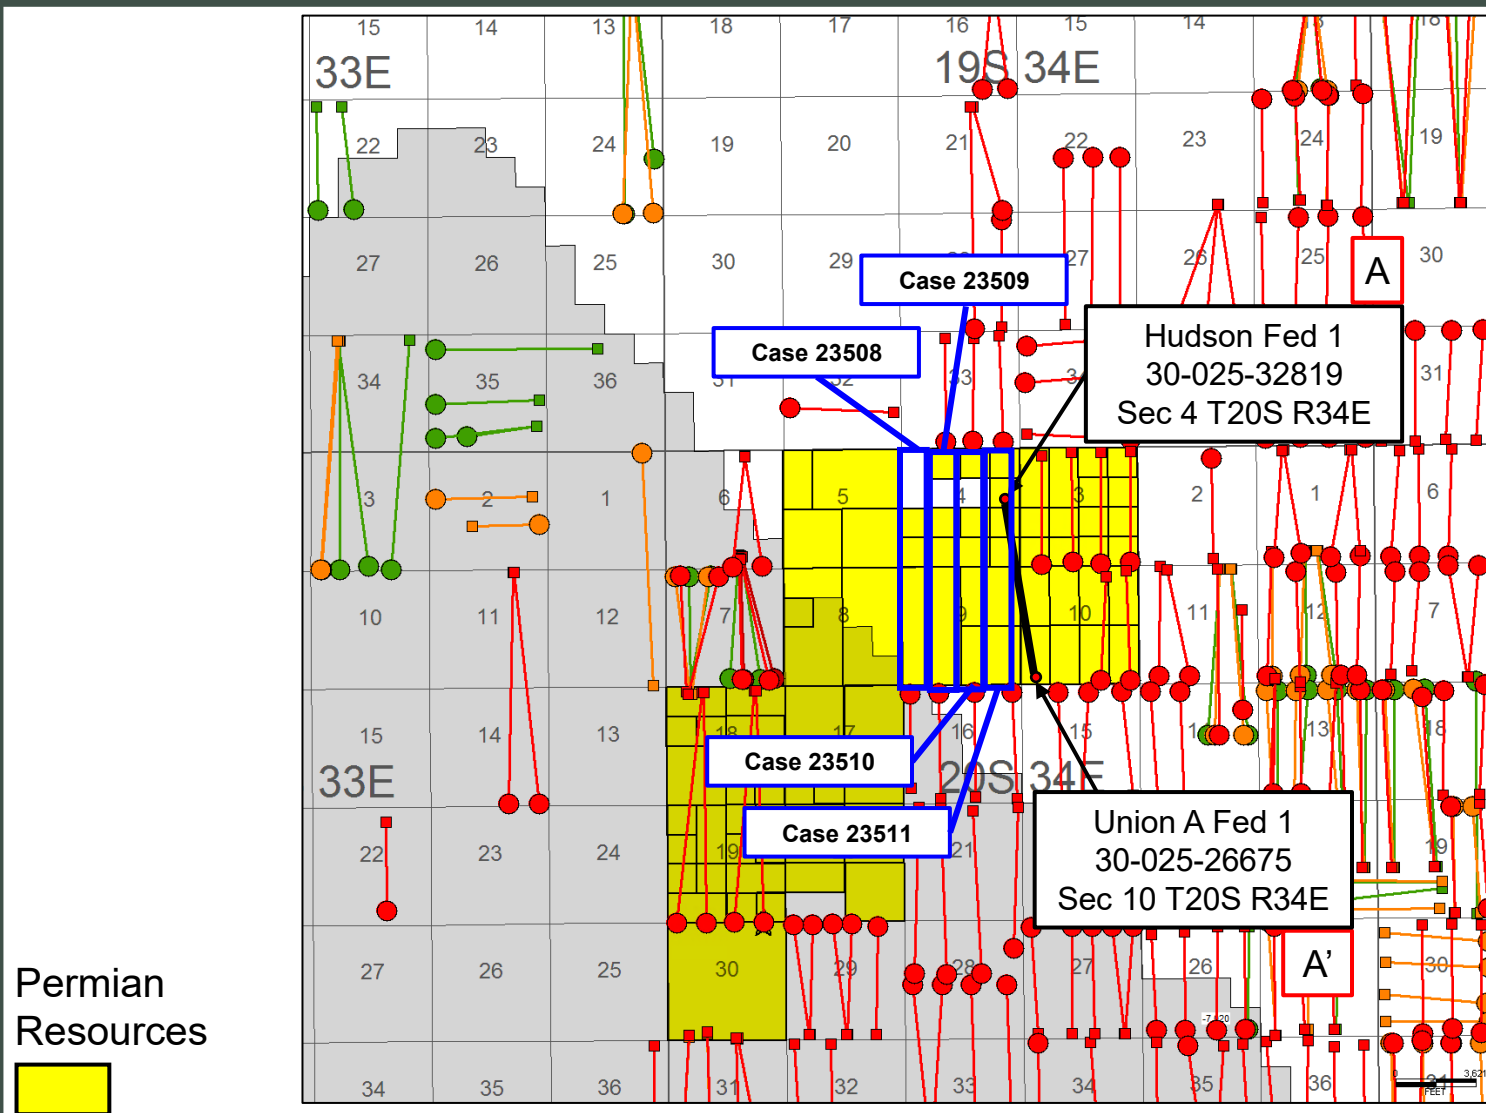 15 14 13 18 17 16 15 14 18
33E 19S 34E
22 23 24 19 20 21 22 23 24 19
27 26 25 30 29 27 26 25 30
A
Case 23509
Hudson Fed 1
30-025-32819
Sec 4 T20S R34E
Case 23508
34 35 36 31 32 33 31
3 2 1 6 5 4 3 2 1 6
10 11 12 7 8 9 10 11 12 7
15 14 13 18 17 16 15 13 18
33E 20S 34E
Case 23510
Case 23511
Union A Fed 1
30-025-26675
Sec 10 T20S R34E
22 23 24 19 21 19
A'
27 26 25 30 29 28 27 26 30
Permian
Resources
34 35 36 31 32 33 34 35 36
0 3,621
FEET